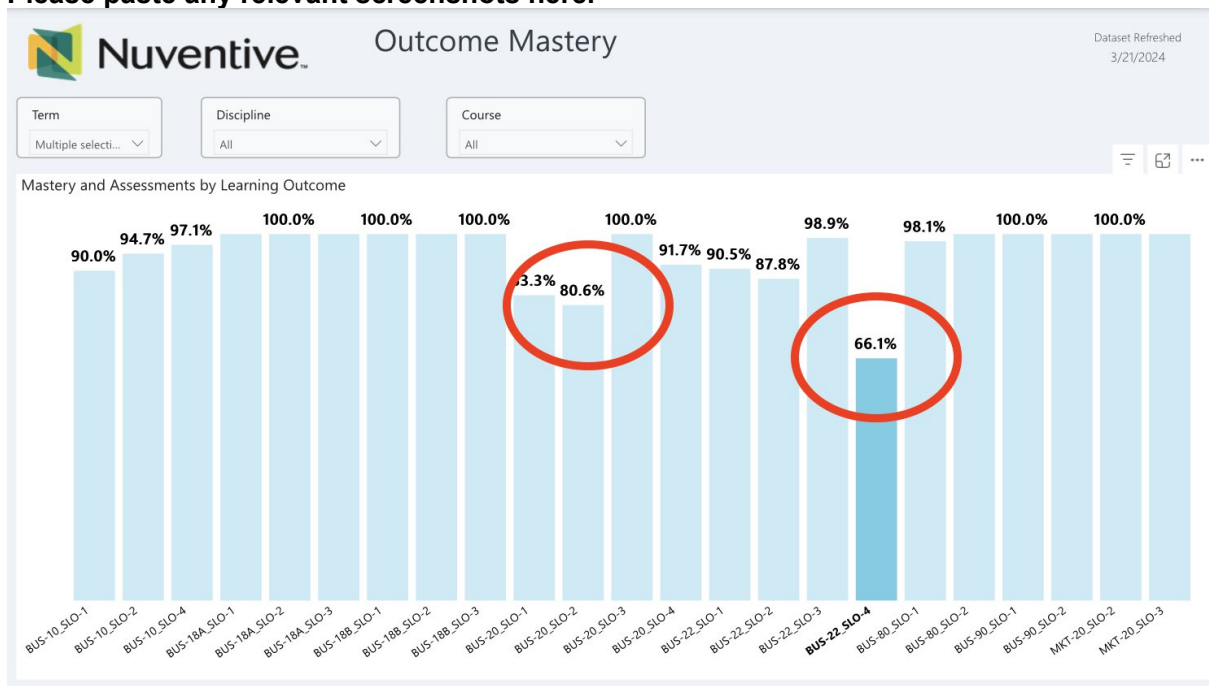 Please paste any relevant screenshots here.
Nuventive™
Outcome Mastery
Dataset Refreshed
3/21/2024
Term
Multiple selecti...
Discipline
All
Course
All
Mastery and Assessments by Learning Outcome
90.0%
94.7%
97.1%
100.0%
100.0%
100.0%
80.6%
100.0%
91.7%
90.5%
87.8%
98.9%
66.1%
98.1%
100.0%
100.0%
BUS-10_SLO-1
BUS-10_SLO-2
BUS-10_SLO-4
BUS-18A_SLO-1
BUS-18A_SLO-2
BUS-18A_SLO-3
BUS-18B_SLO-1
BUS-18B_SLO-2
BUS-18B_SLO-3
BUS-20_SLO-1
BUS-20_SLO-2
BUS-20_SLO-3
BUS-20_SLO-4
BUS-22_SLO-1
BUS-22_SLO-2
BUS-22_SLO-3
BUS-22_SLO-4
BUS-80_SLO-1
BUS-80_SLO-2
BUS-90_SLO-1
BUS-90_SLO-2
MKT-20_SLO-2
MKT-20_SLO-3